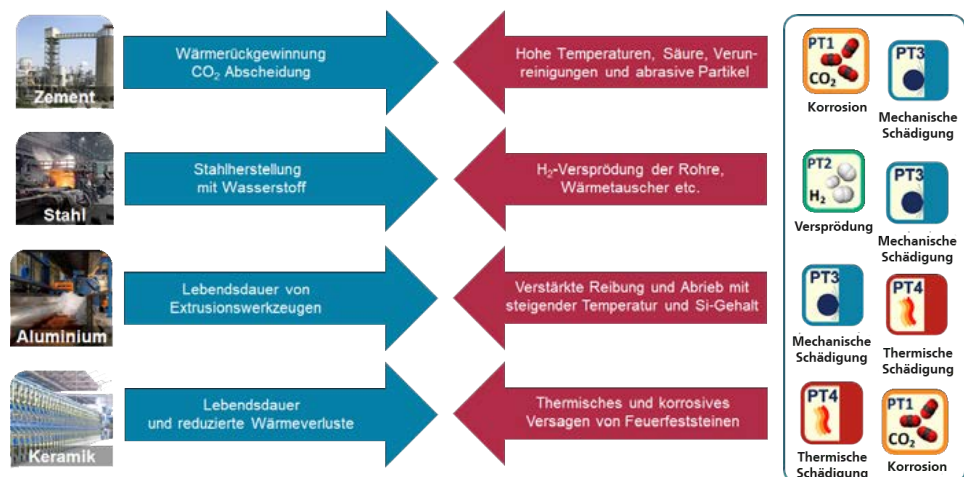 Zement
Wärmerückgewinnung
CO₂ Abscheidung
Hohe Temperaturen, Säure, Verun-
reinigungen und abrasive Partikel
PT1
CO₂
Korrosion
PT3
Mechanische
Schädigung
Stahl
Stahlherstellung
mit Wasserstoff
H₂-Versprödung der Rohre,
Wärmetauscher etc.
PT2
H₂
Versprödung
PT3
Mechanische
Schädigung
Aluminium
Lebendsdauer von
Extrusionswerkzeugen
Verstärkte Reibung und Abrieb mit
steigender Temperatur und Si-Gehalt
PT3
Mechanische
Schädigung
PT4
Thermische
Schädigung
Keramik
Lebendsdauer
und reduzierte Wärmeverluste
Thermisches und korrosives
Versagen von Feuerfeststeinen
PT4
Thermische
Schädigung
PT1
CO₂
Korrosion